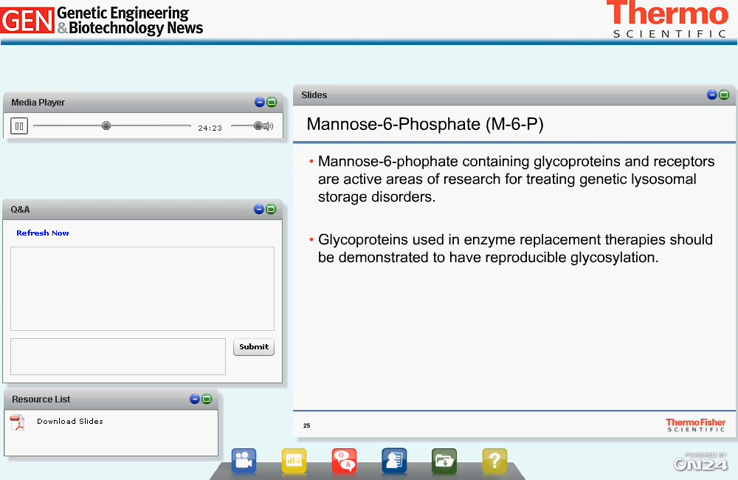 GEN Genetic Engineering
& Biotechnology News
Thermo
SCIENTIFIC
Media Player
24:23
Q&A
Refresh Now
Submit
Resource List
Download Slides
Slides
Mannose-6-Phosphate (M-6-P)
• Mannose-6-phophate containing glycoproteins and receptors
are active areas of research for treating genetic lysosomal
storage disorders.
• Glycoproteins used in enzyme replacement therapies should
be demonstrated to have reproducible glycosylation.
25
ThermoFisher
SCIENTIFIC
Q
A
?
POWERED BY
ON24